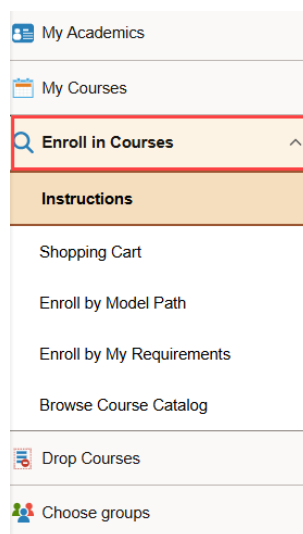 My Academics
My Courses
Enroll in Courses
Instructions
Shopping Cart
Enroll by Model Path
Enroll by My Requirements
Browse Course Catalog
Drop Courses
Choose groups